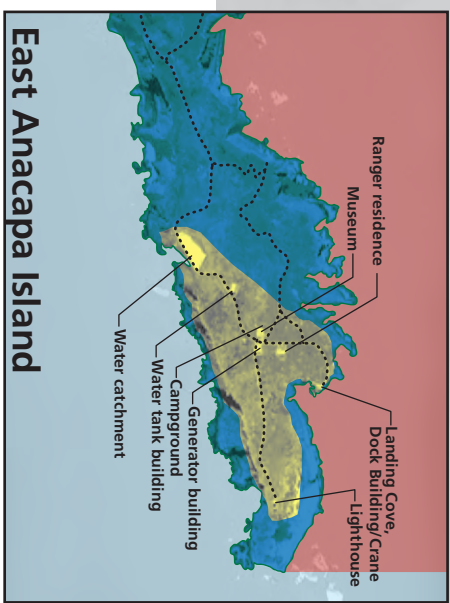 Ranger residence
Museum
Landing Cove,
Dock Building/Crane
Lighthouse
Generator building
Campground
Water tank building
Water catchment
East Anacapa Island